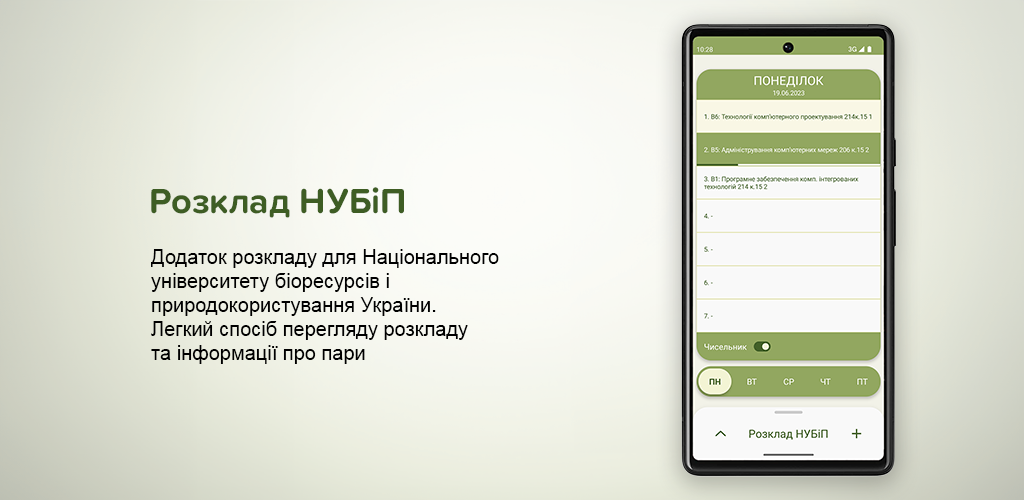 Розклад НУБіП
Додаток розкладу для Національного
університету біоресурсів і
природокористування України.
Легкий спосіб перегляду розкладу
та інформації про пари
10:28
3G
ПОНЕДІЛОК
19.06.2023
1. В6: Технології комп'ютерного проектування 214к.15 1
2. В5: Адміністрування комп'ютерних мереж 206 к.15 2
3. В1: Програмне забезпечення комп. інтегрованих
технологій 214 к.15 2
4. -
5. -
6. -
7. -
Чисельник
ПН ВТ СР ЧТ ПТ
Розклад НУБіП +